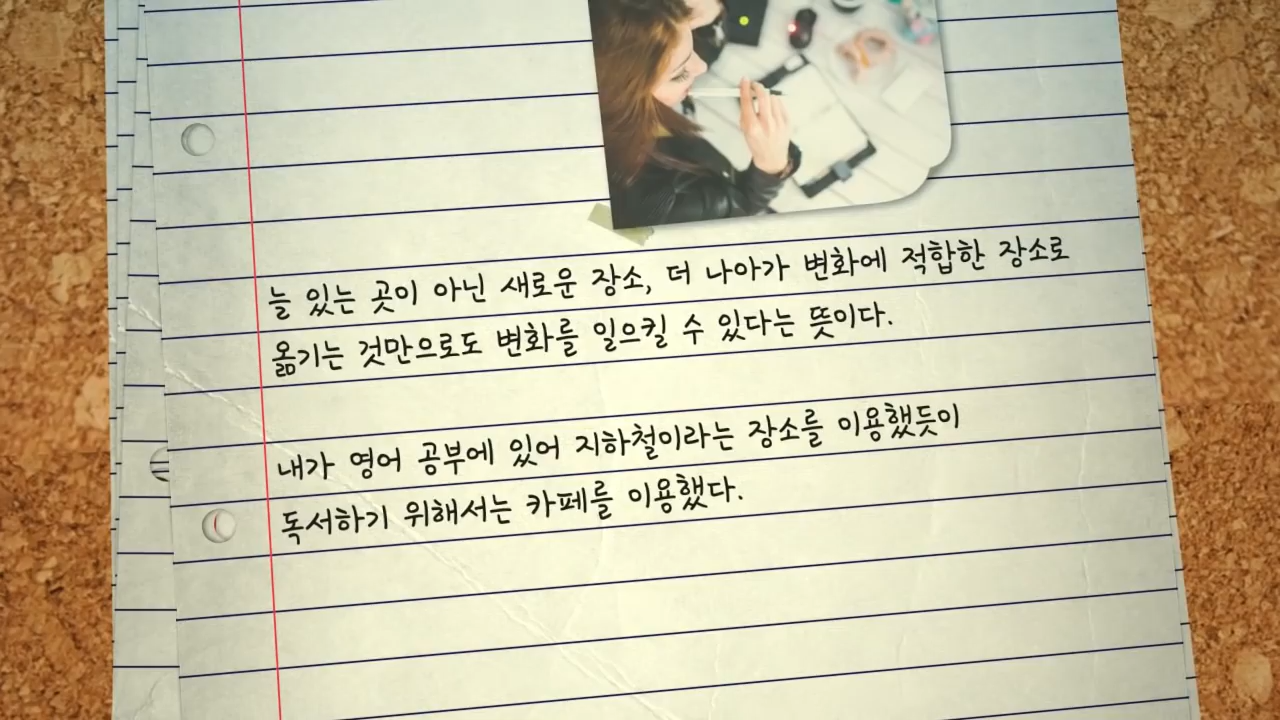 늘 있는 곳이 아닌 새로운 장소, 더 나아가 변화에 적합한 장소로
옮기는 것만으로도 변화를 일으킬 수 있다는 뜻이다.
내가 영어 공부에 있어 지하철이라는 장소를 이용했듯이
독서하기 위해서는 카페를 이용했다.